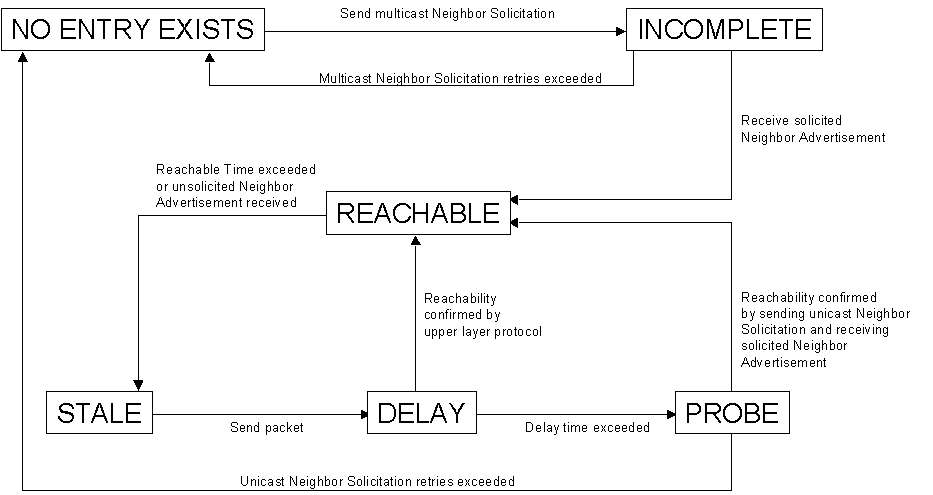 Send multicast Neighbor Solicitation
NO ENTRY EXISTS
INCOMPLETE
Multicast Neighbor Solicitation retries exceeded
Receive solicited
Neighbor Advertisement
Reachable Time exceeded
or unsolicited Neighbor
Advertisement received
REACHABLE
Reachability
confirmed by
upper layer protocol
Reachability confirmed
by sending unicast Neighbor
Solicitation and receiving
solicited Neighbor
Advertisement
STALE
DELAY
PROBE
Send packet
Delay time exceeded
Unicast Neighbor Solicitation retries exceeded